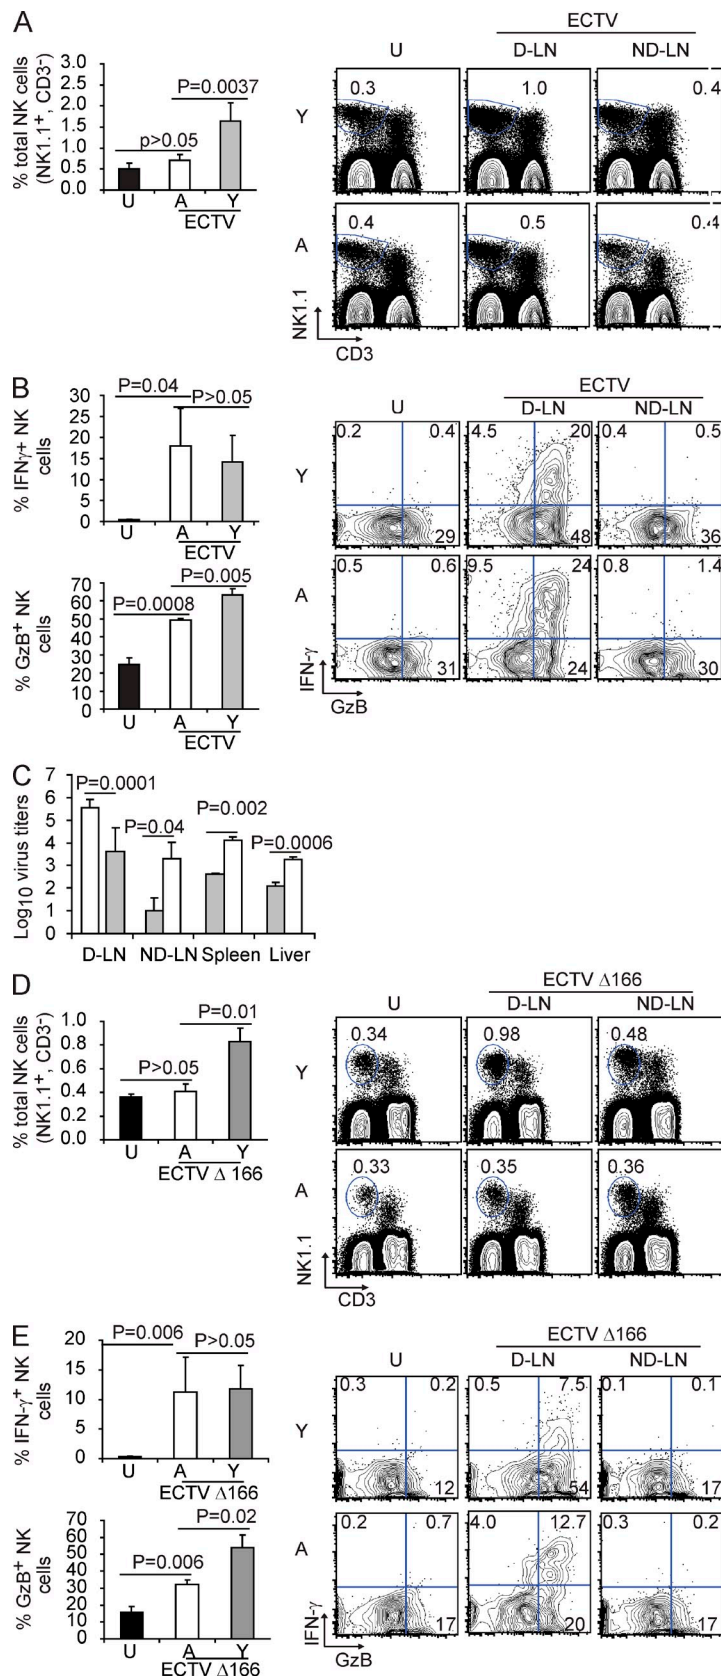 A
% total NK cells
(NK1.1+, CD3-)
3.0
2.5
2.0
1.5
1.0
0.5
0.0
P=0.0037
p>0.05
U A Y
ECTV
ECTV
U D-LN ND-LN
Y
0.3 1.0 0.4
A
0.4 0.5 0.4
NK1.1
CD3
B
% IFNγ+ NK
cells
30
25
20
15
10
5
0
P=0.04
P>0.05
U A Y
ECTV
% GzB+ NK
cells
70
60
50
40
30
20
10
0
P=0.005
P=0.0008
U A Y
ECTV
ECTV
U D-LN ND-LN
Y
0.2 0.4 4.5 20 0.4 0.5
29 48 36
A
0.5 0.6 9.5 24 0.8 1.4
31 24 30
IFN-γ
GzB
C
Log10 virus titers
7
6
5
4
3
2
1
0
P=0.0001
P=0.04
P=0.002
P=0.0006
D-LN ND-LN Spleen Liver
D
% total NK cells
(NK1.1+, CD3-)
1.0
0.8
0.6
0.4
0.2
0.0
P=0.01
P>0.05
U A Y
ECTV Δ 166
ECTV Δ166
U D-LN ND-LN
Y
0.34 0.98 0.48
A
0.33 0.35 0.36
NK1.1
CD3
E
% IFN-γ+ NK
cells
20
15
10
5
0
P=0.006
P>0.05
U A Y
ECTV Δ166
% GzB+ NK
cells
80
70
60
50
40
30
20
10
0
P=0.02
P=0.006
U A Y
ECTV Δ166
ECTV Δ166
U D-LN ND-LN
Y
0.3 0.2 0.5 7.5 0.1 0.1
12 54 17
A
0.2 0.7 4.0 12.7 0.3 0.2
17 20 17
IFN-γ
GzB